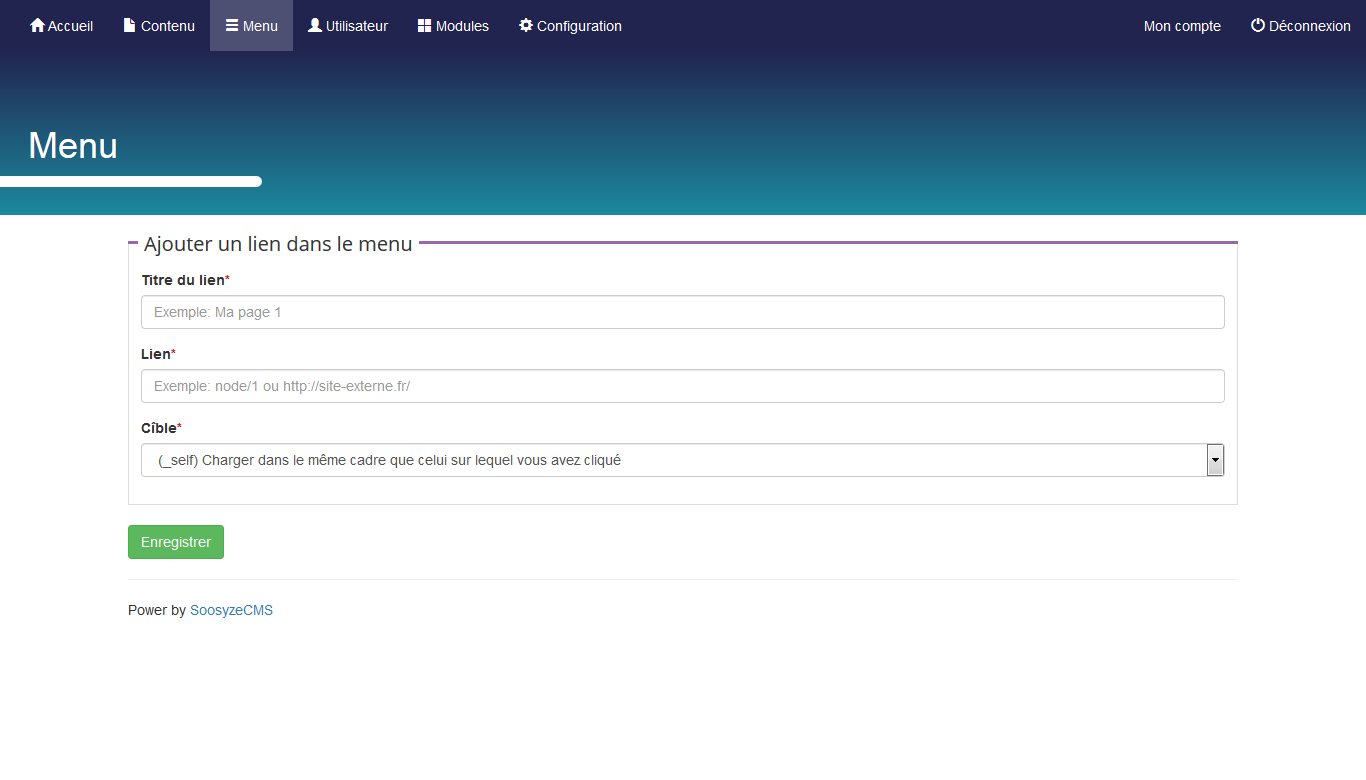 Accueil Contenu Menu Utilisateur Modules Configuration Mon compte Déconnexion
Menu
Ajouter un lien dans le menu
Titre du lien*
Exemple: Ma page 1
Lien*
Exemple: node/1 ou http://site-externe.fr/
Cîble*
(_self) Charger dans le même cadre que celui sur lequel vous avez cliqué
Enregistrer
Power by SoosyzeCMS